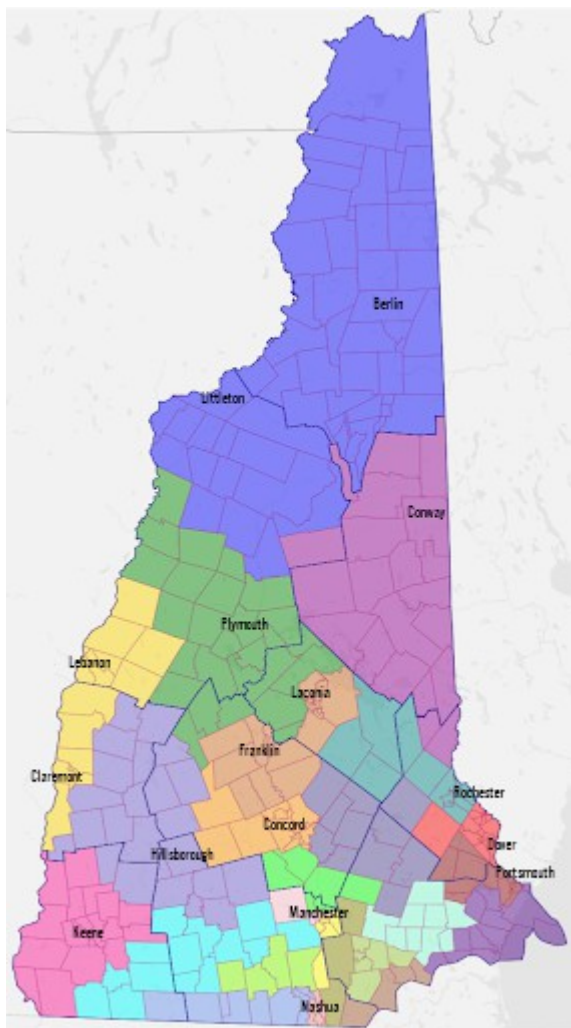 Berlin
Littleton
Conway
Plymouth
Lebanon
Laconia
Franklin
Claremont
Rochester
Concord
Dover
Hillsborough
Portsmouth
Manchester
Keene
Nashua